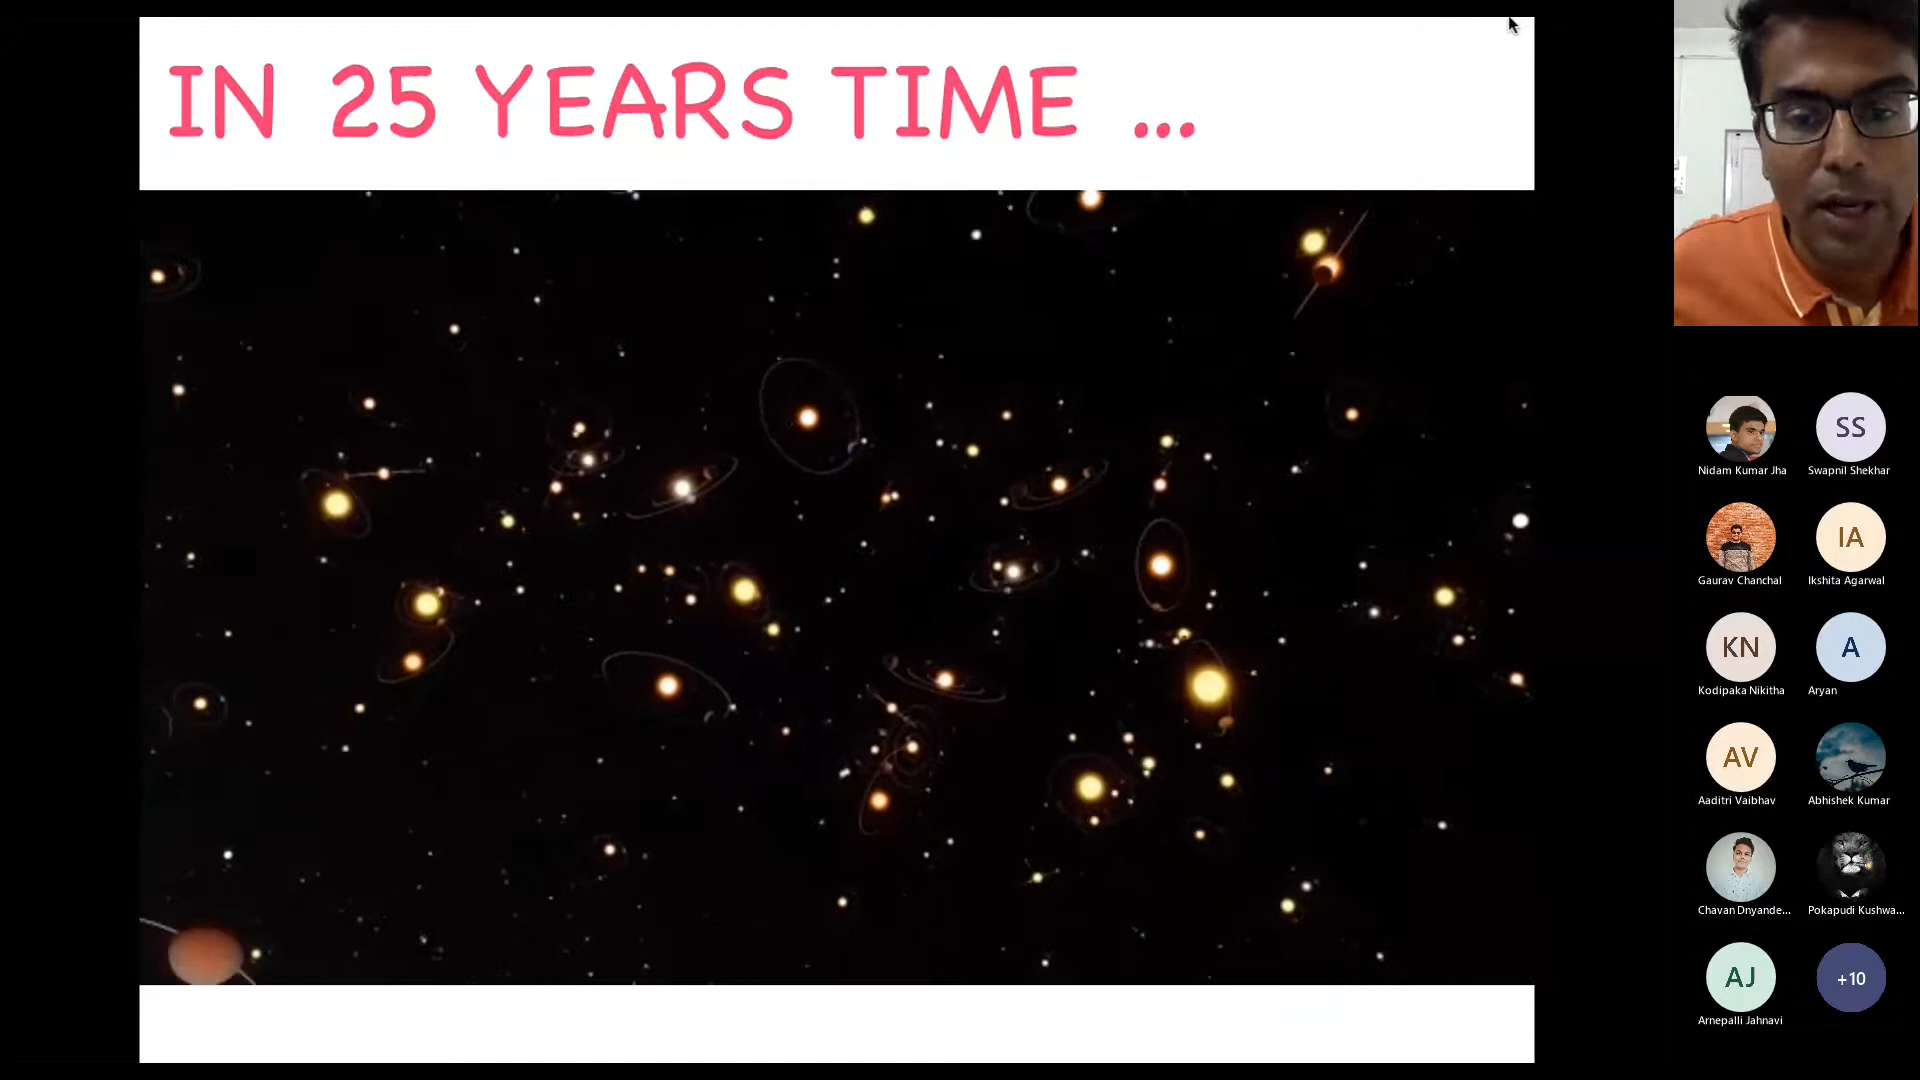 IN 25 YEARS TIME ...
Nidam Kumar Jha
SS
Swapnil Shekhar
Gaurav Chanchal
IA
Ikshita Agarwal
KN
Kodipaka Nikitha
A
Aryan
AV
Aaditri Vaibhav
Abhishek Kumar
Chavan Dnyande...
Pokapudi Kushwa...
AJ
Arnepalli Jahnavi
+10